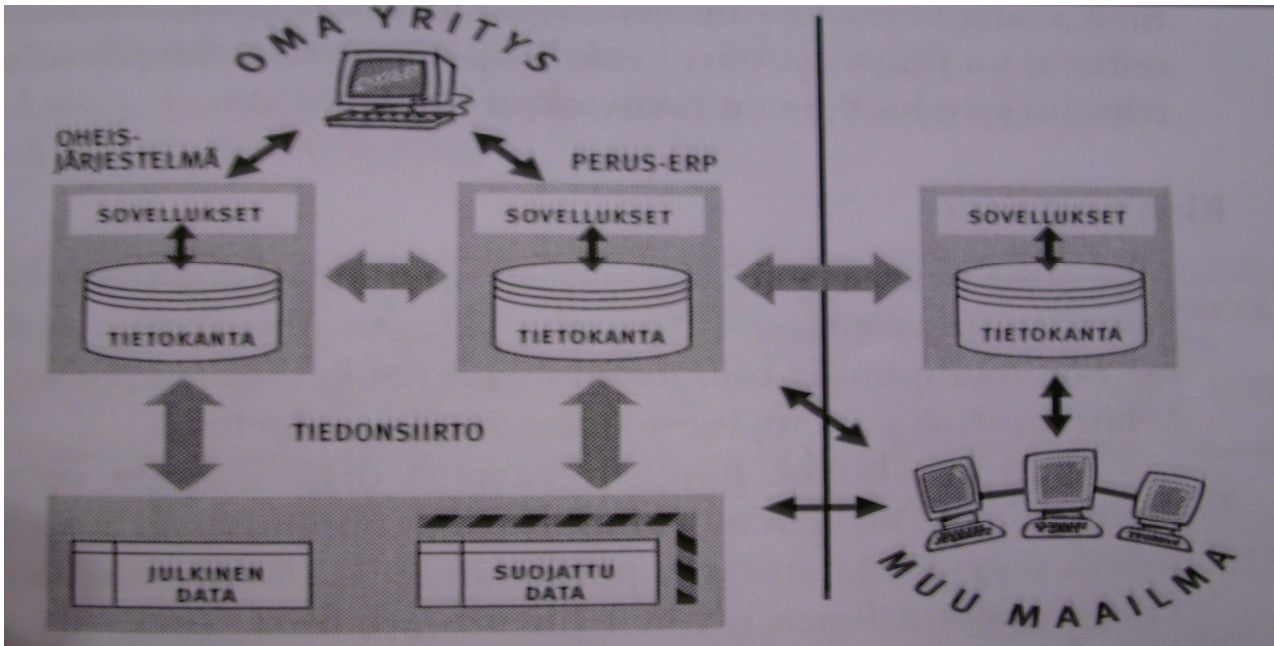 OMA YRITYS
OHEIS-
JÄRJESTELMÄ
PERUS-ERP
SOVELLUKSET
TIETOKANTA
SOVELLUKSET
TIETOKANTA
SOVELLUKSET
TIETOKANTA
TIEDONSIIRTO
JULKINEN
DATA
SUOJATTU
DATA
MUU MAAILMA